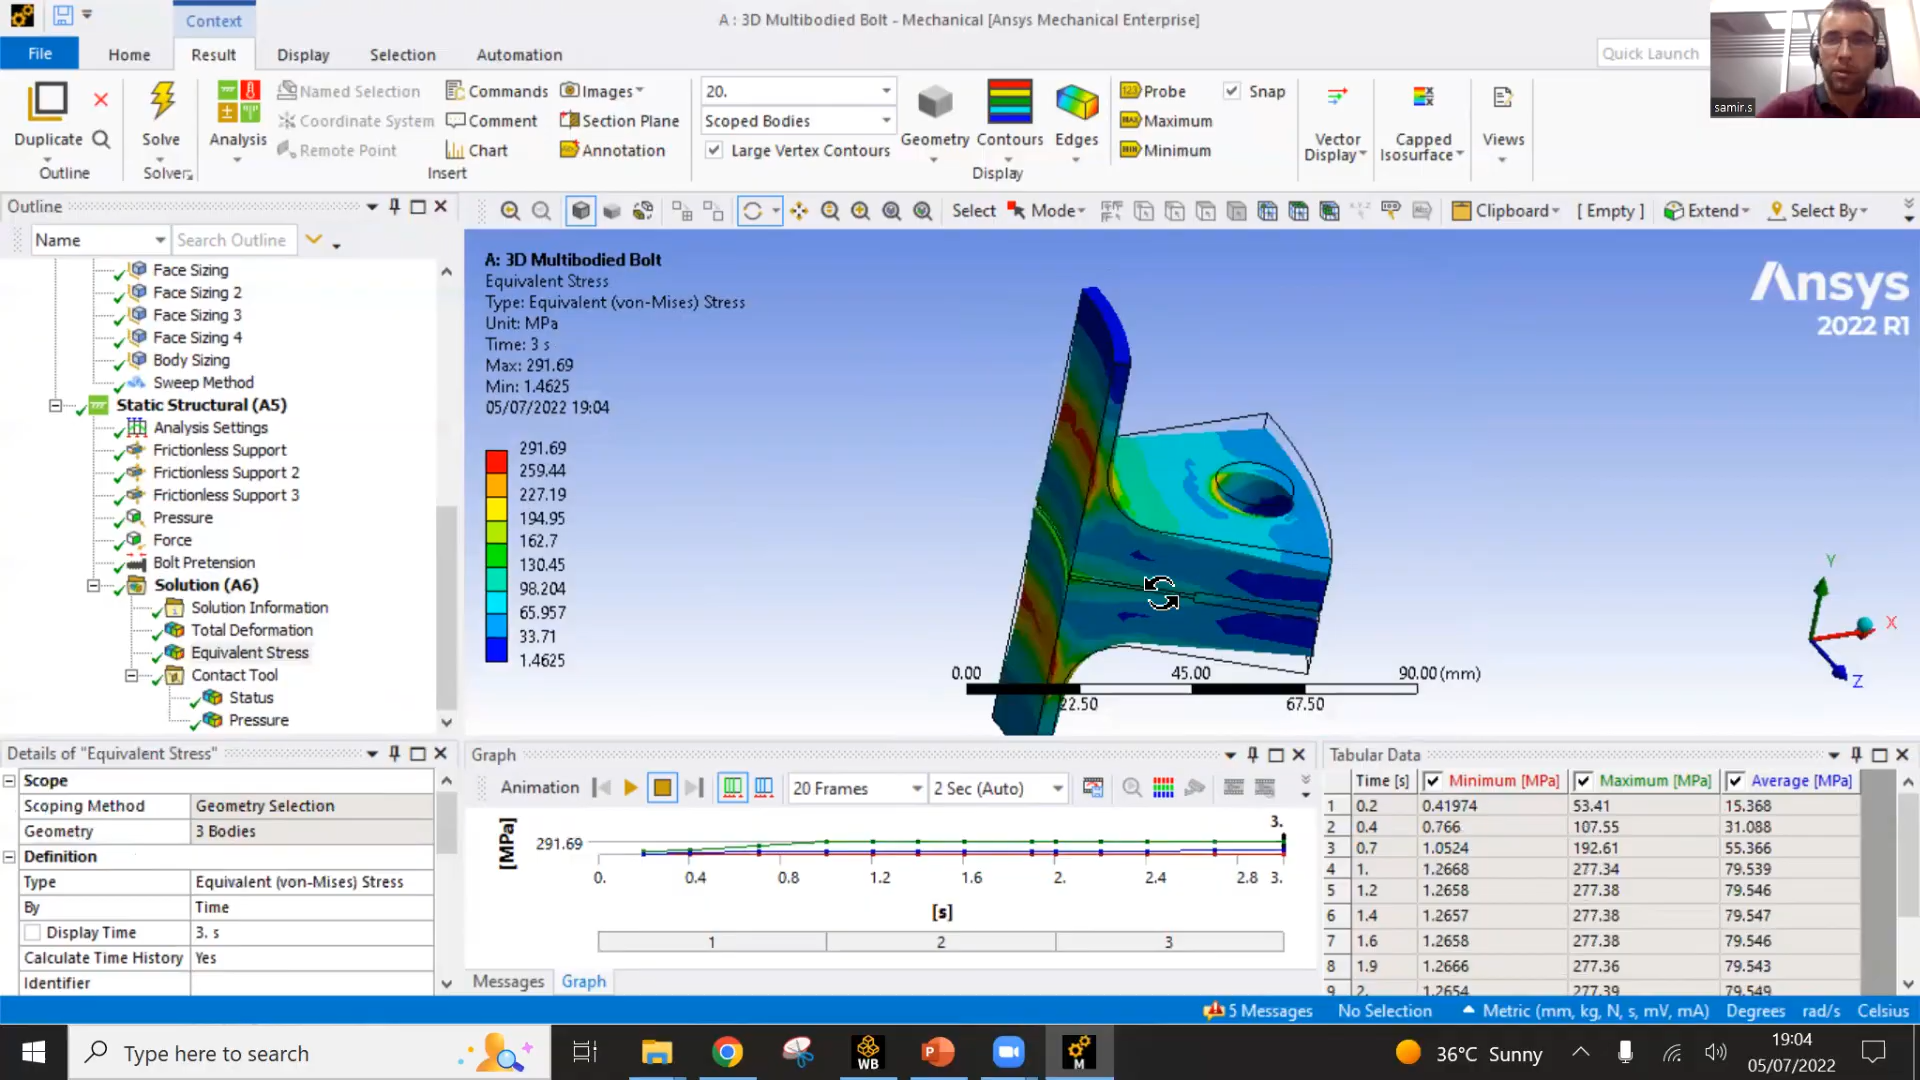 Context
A : 3D Multibodied Bolt - Mechanical [Ansys Mechanical Enterprise]
File
Home
Result
Display
Selection
Automation
Quick Launch
samir.s
Duplicate
Outline
Solve
Solver
Analysis
Named Selection
Coordinate System
Remote Point
Commands
Comment
Chart
Images
Section Plane
Annotation
Insert
20.
Scoped Bodies
Large Vertex Contours
Geometry
Contours
Edges
Display
Probe
Maximum
Minimum
Snap
Vector Display
Capped Isosurface
Views
Outline
Name
Search Outline
Select
Mode
Clipboard
[ Empty ]
Extend
Select By
Face Sizing
Face Sizing 2
Face Sizing 3
Face Sizing 4
Body Sizing
Sweep Method
Static Structural (A5)
Analysis Settings
Frictionless Support
Frictionless Support 2
Frictionless Support 3
Pressure
Force
Bolt Pretension
Solution (A6)
Solution Information
Total Deformation
Equivalent Stress
Contact Tool
Status
Pressure
A: 3D Multibodied Bolt
Equivalent Stress
Type: Equivalent (von-Mises) Stress
Unit: MPa
Time: 3 s
Max: 291.69
Min: 1.4625
05/07/2022 19:04
291.69
259.44
227.19
194.95
162.7
130.45
98.204
65.957
33.71
1.4625
Ansys
2022 R1
0.00 45.00 90.00 (mm)
22.50 67.50
Y
X
Z
Details of "Equivalent Stress"
Scope
Scoping Method Geometry Selection
Geometry 3 Bodies
Definition
Type Equivalent (von-Mises) Stress
By Time
Display Time 3. s
Calculate Time History Yes
Identifier
Graph
Animation
20 Frames
2 Sec (Auto)
[MPa]
291.69
3.
0. 0.4 0.8 1.2 1.6 2. 2.4 2.8 3.
[s]
1 2 3
Messages Graph
Tabular Data
Time [s] Minimum [MPa] Maximum [MPa] Average [MPa]
1 0.2 0.41974 53.41 15.368
2 0.4 0.766 107.55 31.088
3 0.7 1.0524 192.61 55.366
4 1. 1.2668 277.34 79.539
5 1.2 1.2658 277.38 79.546
6 1.4 1.2657 277.38 79.547
7 1.6 1.2658 277.38 79.546
8 1.9 1.2666 277.36 79.543
9 2. 1.2654 277.39 79.549
5 Messages
No Selection
Metric (mm, kg, N, s, mV, mA)
Degrees
rad/s
Celsius
Type here to search
WB
P
M
36°C Sunny
19:04
05/07/2022